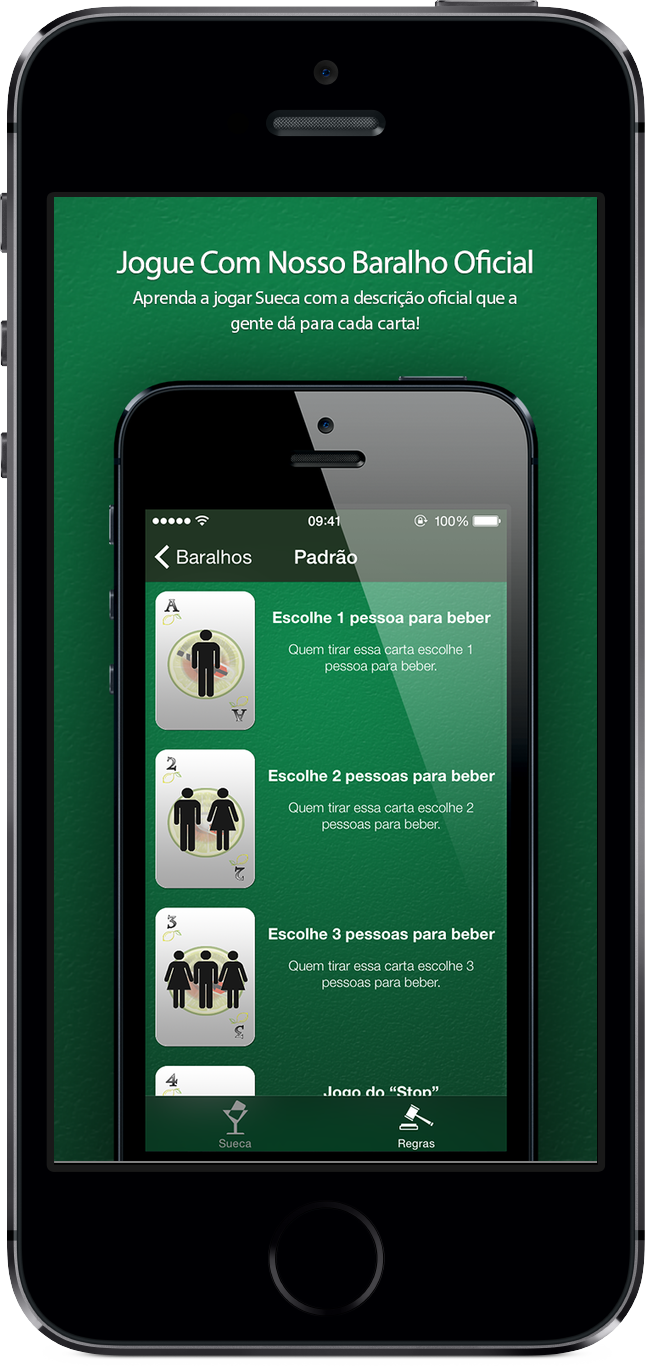 Jogue Com Nosso Baralho Oficial
Aprenda a jogar Sueca com a descrição oficial que a
gente dá para cada carta!
09:41
100%
Baralhos
Padrão
A
Escolhe 1 pessoa para beber
Quem tirar essa carta escolhe 1
pessoa para beber.
A
2
Escolhe 2 pessoas para beber
Quem tirar essa carta escolhe 2
pessoas para beber.
2
3
Escolhe 3 pessoas para beber
Quem tirar essa carta escolhe 3
pessoas para beber.
3
4
Jogo do “Stop”
Sueca
Regras